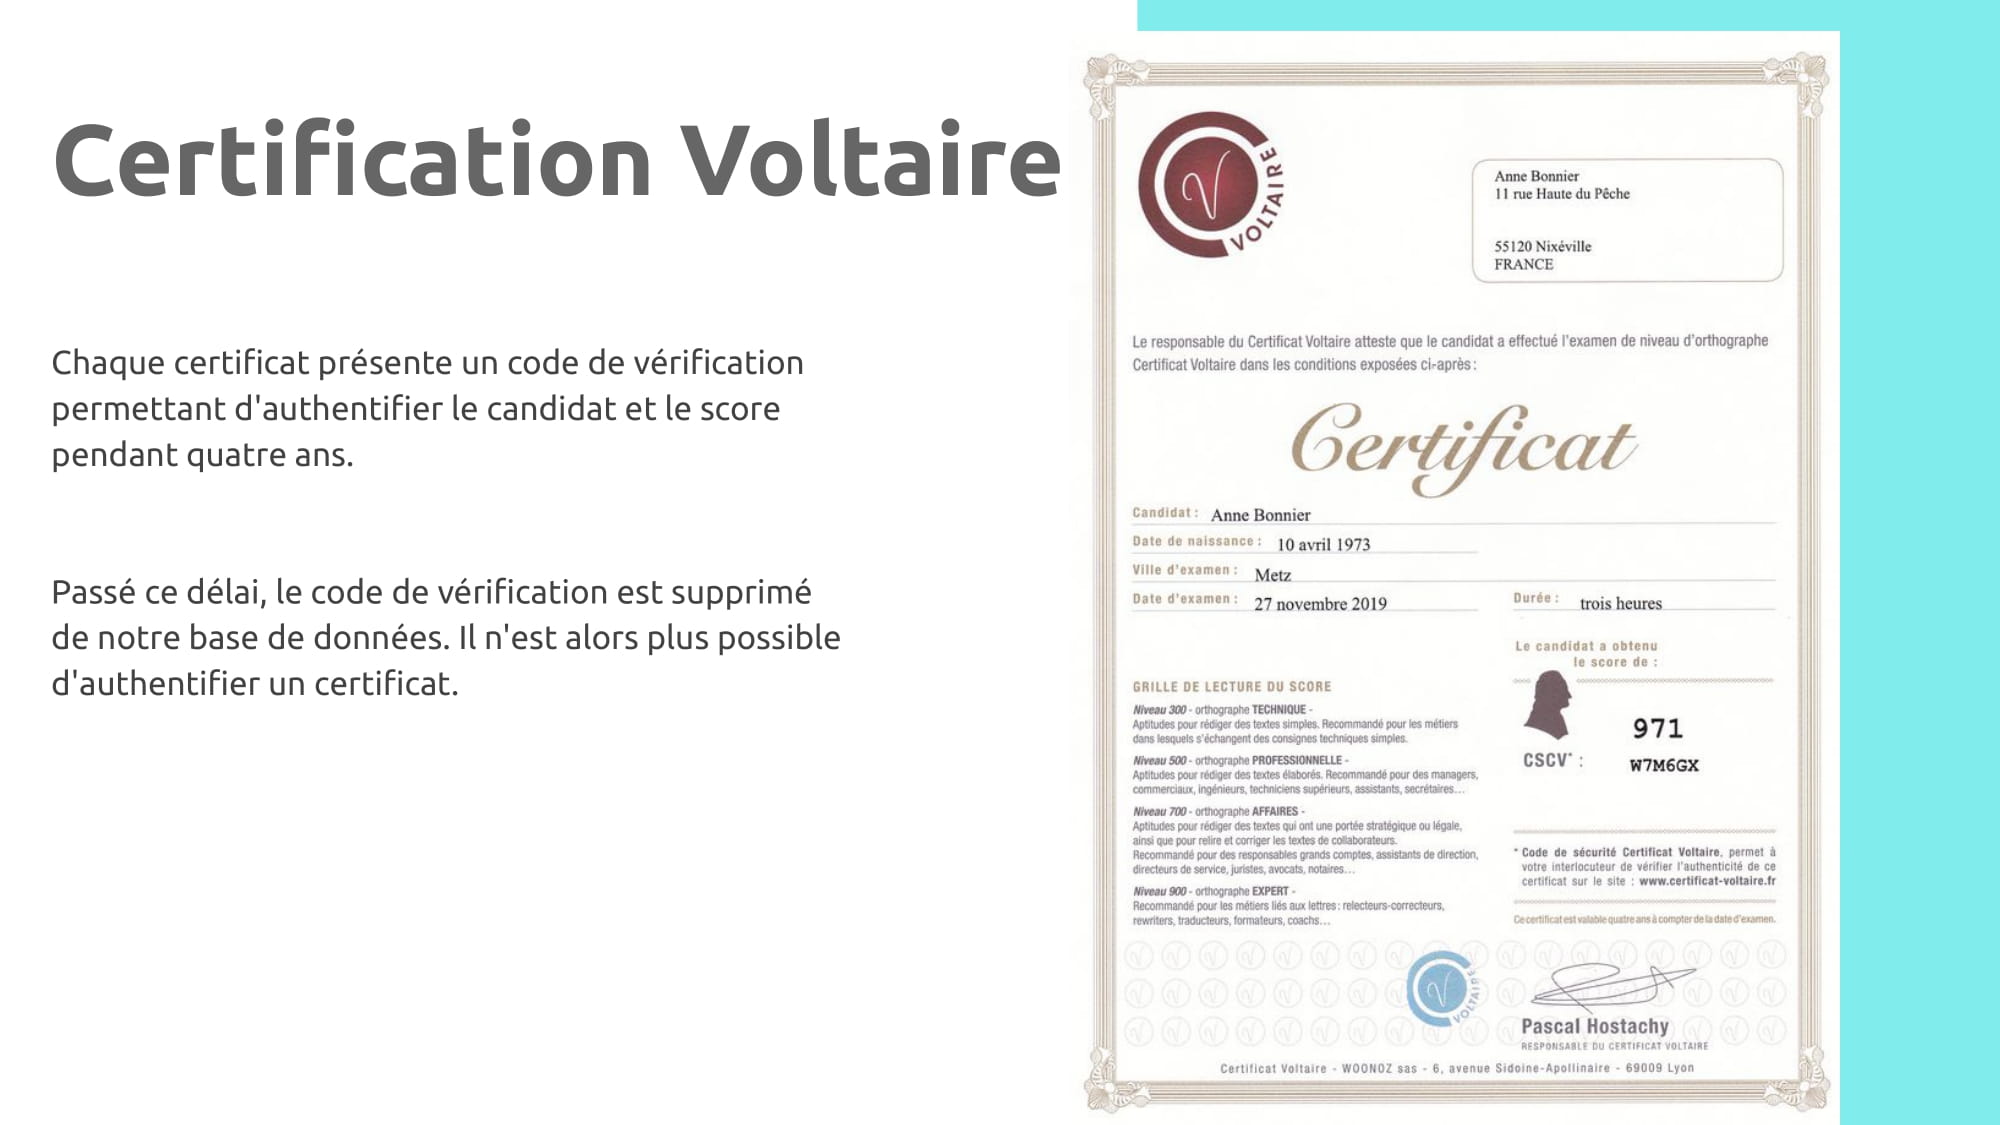 Certification Voltaire
Chaque certificat présente un code de vérification
permettant d'authentifier le candidat et le score
pendant quatre ans.
Passé ce délai, le code de vérification est supprimé
de notre base de données. Il n'est alors plus possible
d'authentifier un certificat.
VOLTAIRE
Anne Bonnier
11 rue Haute du Pêche
55120 Nixéville
FRANCE
Le responsable du Certificat Voltaire atteste que le candidat a effectué l'examen de niveau d'orthographe
Certificat Voltaire dans les conditions exposées ci-après :
Certificat
Candidat : Anne Bonnier
Date de naissance : 10 avril 1973
Ville d'examen : Metz
Date d'examen : 27 novembre 2019
Durée : trois heures
Le candidat a obtenu
le score de :
971
CSCV* : W7M6GX
GRILLE DE LECTURE DU SCORE
Niveau 300 - orthographe TECHNIQUE -
Aptitudes pour rédiger des textes simples. Recommandé pour les métiers
dans lesquels s'échangent des consignes techniques simples.
Niveau 500 - orthographe PROFESSIONNELLE -
Aptitudes pour rédiger des textes élaborés. Recommandé pour des managers,
commerciaux, ingénieurs, techniciens supérieurs, assistants, secrétaires...
Niveau 700 - orthographe AFFAIRES -
Aptitudes pour rédiger des textes qui ont une portée stratégique ou légale,
ainsi que pour relire et corriger les textes de collaborateurs.
Recommandé pour des responsables grands comptes, assistants de direction,
directeurs de service, juristes, avocats, notaires...
Niveau 900 - orthographe EXPERT -
Recommandé pour les métiers liés aux lettres : relecteurs-correcteurs,
rewriters, traducteurs, formateurs, coachs...
* Code de sécurité Certificat Voltaire, permet à
votre interlocuteur de vérifier l'authenticité de ce
certificat sur le site : www.certificat-voltaire.fr
Ce certificat est valable quatre ans à compter de la date d'examen.
VOLTAIRE
Pascal Hostachy
RESPONSABLE DU CERTIFICAT VOLTAIRE
Certificat Voltaire - WOONOZ sas - 6, avenue Sidoine-Apollinaire - 69009 Lyon